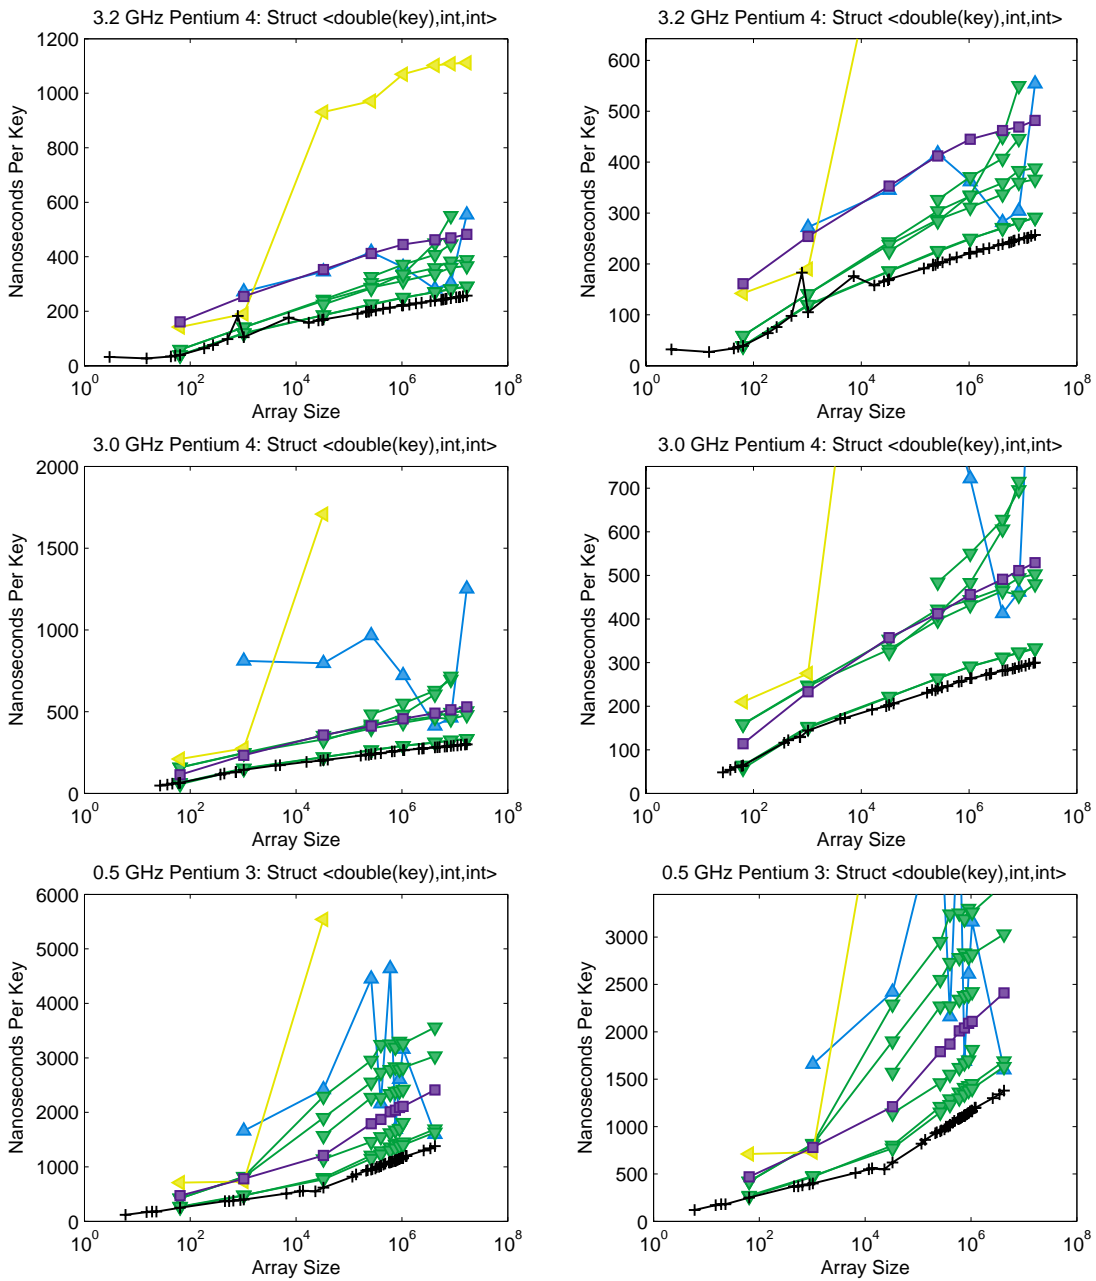 3.2 GHz Pentium 4: Struct <double(key),int,int>
1200
1000
800
600
400
200
0
Nanoseconds Per Key
10^0 10^2 10^4 10^6 10^8
Array Size
3.2 GHz Pentium 4: Struct <double(key),int,int>
600
500
400
300
200
100
0
Nanoseconds Per Key
10^0 10^2 10^4 10^6 10^8
Array Size
3.0 GHz Pentium 4: Struct <double(key),int,int>
2000
1500
1000
500
0
Nanoseconds Per Key
10^0 10^2 10^4 10^6 10^8
Array Size
3.0 GHz Pentium 4: Struct <double(key),int,int>
700
600
500
400
300
200
100
0
Nanoseconds Per Key
10^0 10^2 10^4 10^6 10^8
Array Size
0.5 GHz Pentium 3: Struct <double(key),int,int>
6000
5000
4000
3000
2000
1000
0
Nanoseconds Per Key
10^0 10^2 10^4 10^6 10^8
Array Size
0.5 GHz Pentium 3: Struct <double(key),int,int>
3000
2500
2000
1500
1000
500
0
Nanoseconds Per Key
10^0 10^2 10^4 10^6 10^8
Array Size